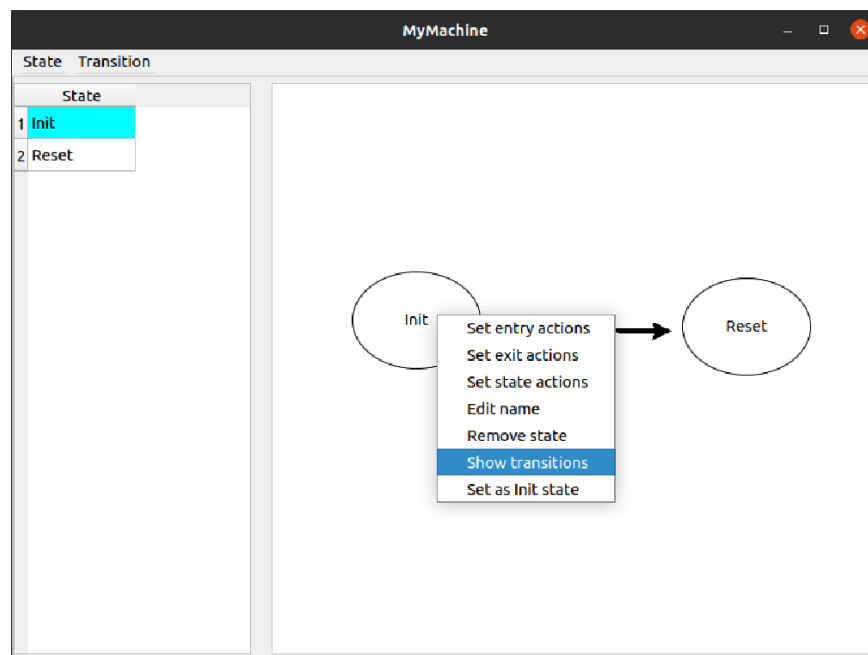 MyMachine
State Transition
State
1 Init
2 Reset
Init
Reset
Set entry actions
Set exit actions
Set state actions
Edit name
Remove state
Show transitions
Set as Init state